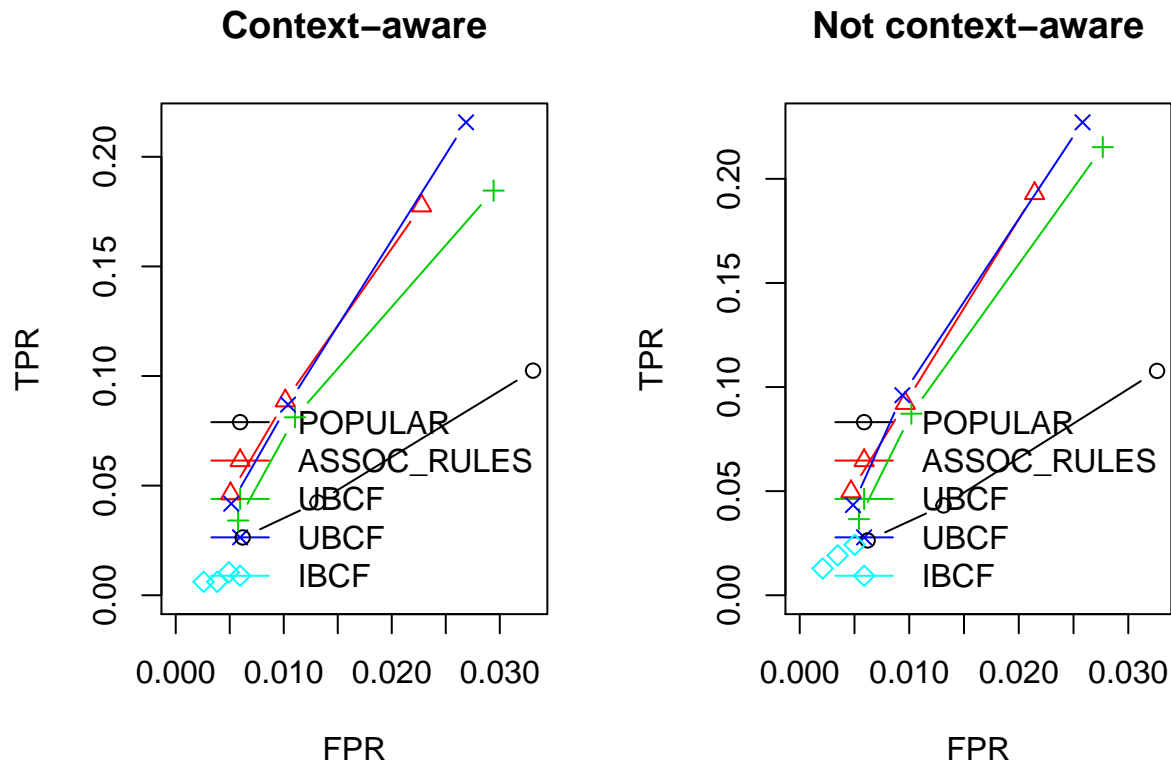 Context−aware
TPR
0.20
0.15
0.10
0.05
0.00
POPULAR
ASSOC_RULES
UBCF
UBCF
IBCF
0.000 0.010 0.020 0.030
FPR
Not context−aware
TPR
0.20
0.15
0.10
0.05
0.00
POPULAR
ASSOC_RULES
UBCF
UBCF
IBCF
0.000 0.010 0.020 0.030
FPR